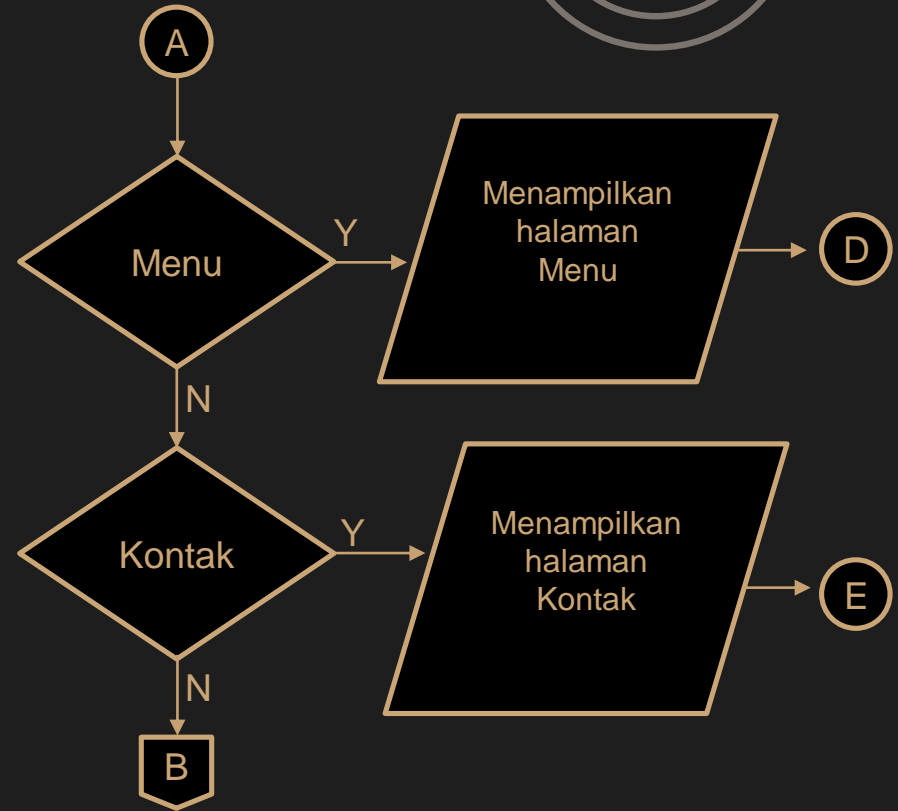 A
Menu
Y
Menampilkan
halaman
Menu
D
N
Kontak
Y
Menampilkan
halaman
Kontak
E
N
B